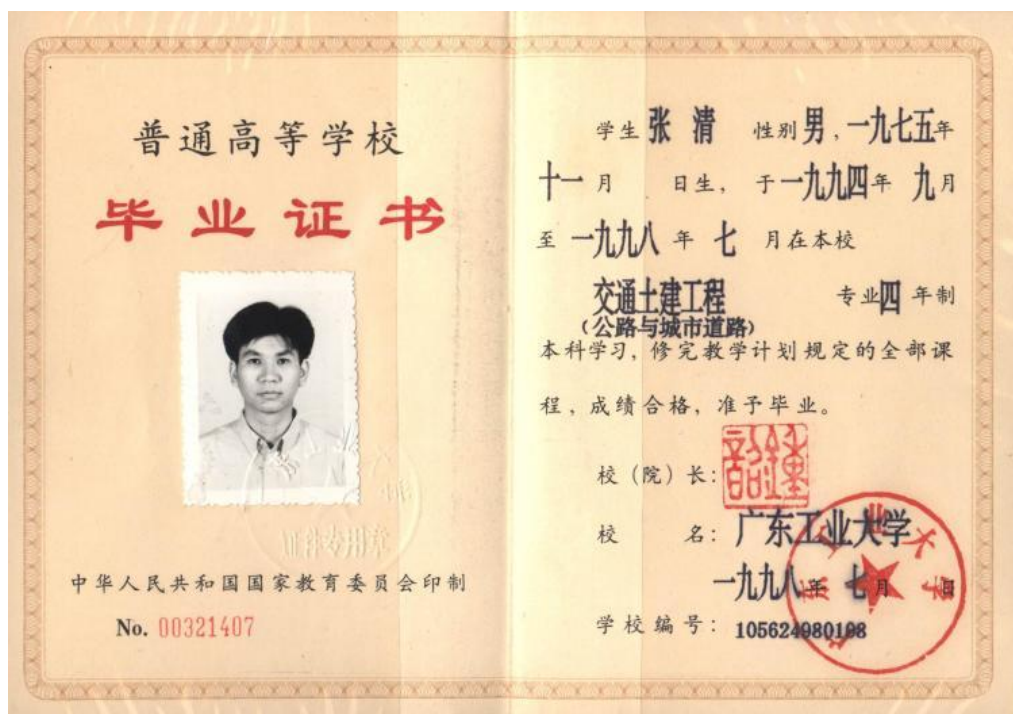 普通高等学校
毕业证书
证件专用章
中华人民共和国国家教育委员会印制
No. 00321407
学生 张 清 性别 男，一九七五年
十一月 日生，于一九九四年 九月
至 一九九八 年 七 月在本校
交通土建工程 专业四 年制
（公路与城市道路）
本科学习，修完教学计划规定的全部课
程，成绩合格，准予毕业。
校（院）长：
校 名：广东工业大学
一九九八年 七月 日
学校编号：105624980198